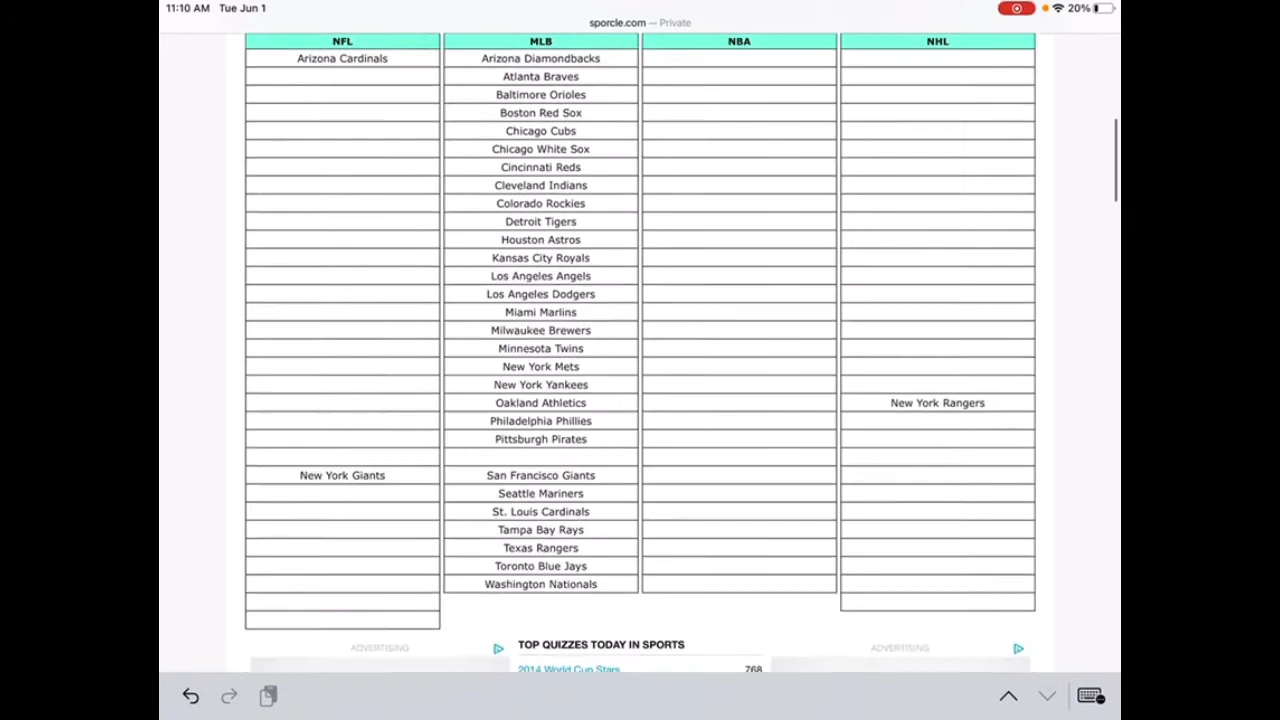 11:10 AM Tue Jun 1
20%
sporcle.com — Private
NFL MLB NBA NHL
Arizona Cardinals Arizona Diamondbacks
Atlanta Braves
Baltimore Orioles
Boston Red Sox
Chicago Cubs
Chicago White Sox
Cincinnati Reds
Cleveland Indians
Colorado Rockies
Detroit Tigers
Houston Astros
Kansas City Royals
Los Angeles Angels
Los Angeles Dodgers
Miami Marlins
Milwaukee Brewers
Minnesota Twins
New York Mets
New York Yankees
Oakland Athletics New York Rangers
Philadelphia Phillies
Pittsburgh Pirates
New York Giants San Francisco Giants
Seattle Mariners
St. Louis Cardinals
Tampa Bay Rays
Texas Rangers
Toronto Blue Jays
Washington Nationals
ADVERTISING TOP QUIZZES TODAY IN SPORTS ADVERTISING
2014 World Cup Stars 768